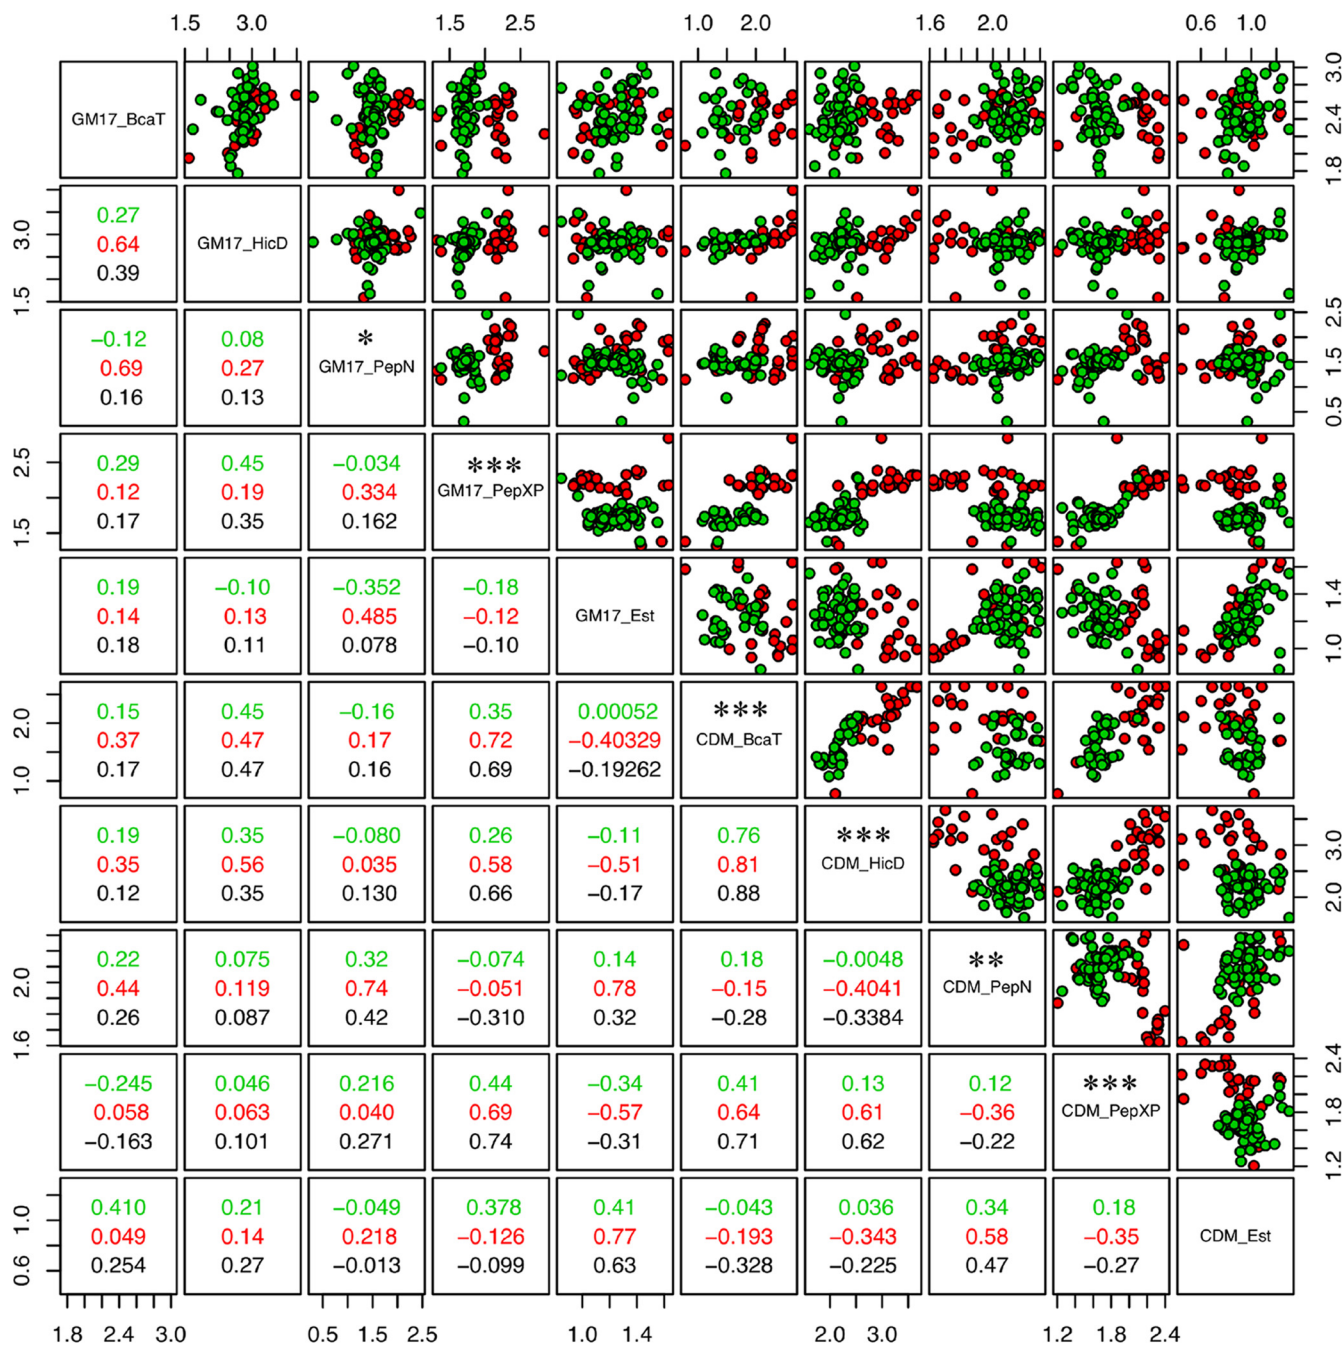 1.5 3.0 1.5 2.5 1.0 2.0 1.6 2.0 0.6 1.0
GM17_BcaT
1.8 2.4 3.0
0.27
0.64
0.39
GM17_HicD
1.5 3.0
−0.12 0.08 *
0.69 0.27 GM17_PepN
0.16 0.13
0.5 1.5 2.5
0.29 0.45 −0.034 ***
0.12 0.19 0.334 GM17_PepXP
0.17 0.35 0.162
1.5 2.5
0.19 −0.10 −0.352 −0.18
0.14 0.13 0.485 −0.12 GM17_Est
0.18 0.11 0.078 −0.10
1.0 1.4
0.15 0.45 −0.16 0.35 0.00052 ***
0.37 0.47 0.17 0.72 −0.40329 CDM_BcaT
0.17 0.47 0.16 0.69 −0.19262
1.0 2.0
0.19 0.35 −0.080 0.26 −0.11 0.76 ***
0.35 0.56 0.035 0.58 −0.51 0.81 CDM_HicD
0.12 0.35 0.130 0.66 −0.17 0.88
2.0 3.0
0.22 0.075 0.32 −0.074 0.14 0.18 −0.0048 **
0.44 0.119 0.74 −0.051 0.78 −0.15 −0.4041 CDM_PepN
0.26 0.087 0.42 −0.310 0.32 −0.28 −0.3384
1.6 2.0
−0.245 0.046 0.216 0.44 −0.34 0.41 0.13 0.12 ***
0.058 0.063 0.040 0.69 −0.57 0.64 0.61 −0.36 CDM_PepXP
−0.163 0.101 0.271 0.74 −0.31 0.71 0.62 −0.22
1.2 1.8 2.4
0.410 0.21 −0.049 0.378 0.41 −0.043 0.036 0.34 0.18
0.049 0.14 0.218 −0.126 0.77 −0.193 −0.343 0.58 −0.35 CDM_Est
0.254 0.27 −0.013 −0.099 0.63 −0.328 −0.225 0.47 −0.27
0.6 1.0
1.8 2.4 3.0 0.5 1.5 2.5 1.0 1.4 2.0 3.0 1.2 1.8 2.4